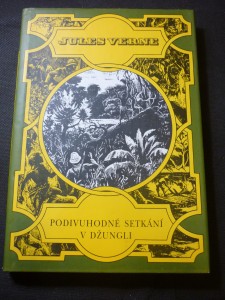 JULES VERNE
PODIVUHODNÉ SETKÁNÍ
V DŽUNGLI